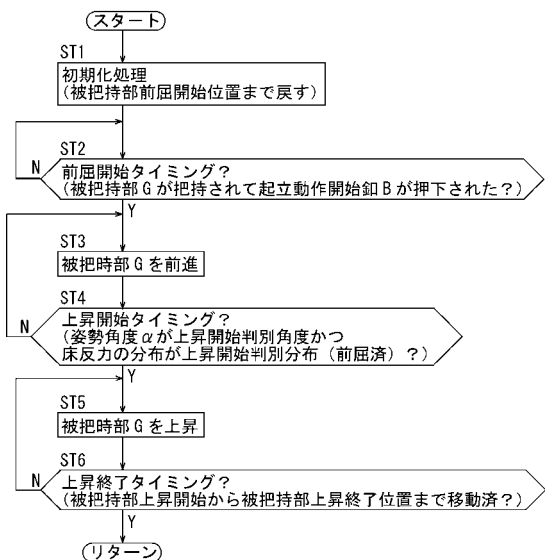 スタート
ST1
初期化処理
(被把持部前屈開始位置まで戻す)
ST2
N
前屈開始タイミング?
(被把持部Gが把持されて起立動作開始釦Bが押下された?)
Y
ST3
被把時部Gを前進
ST4
N
上昇開始タイミング?
(姿勢角度αが上昇開始判別角度かつ
床反力の分布が上昇開始判別分布(前屈済)?)
Y
ST5
被把時部Gを上昇
ST6
N
上昇終了タイミング?
(被把持部上昇開始から被把持部上昇終了位置まで移動済?)
Y
リターン